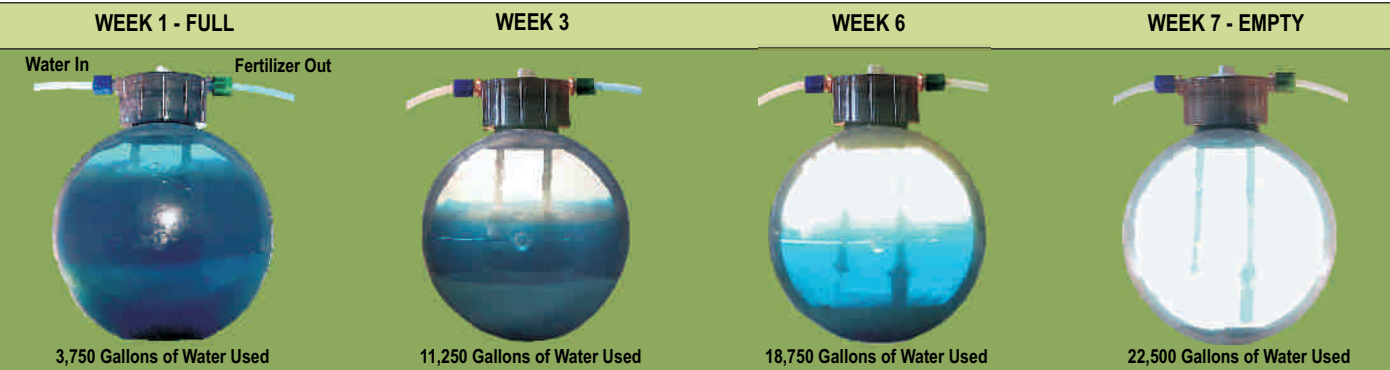 WEEK 1 - FULL
WEEK 3
WEEK 6
WEEK 7 - EMPTY
Water In
Fertilizer Out
3,750 Gallons of Water Used
11,250 Gallons of Water Used
18,750 Gallons of Water Used
22,500 Gallons of Water Used